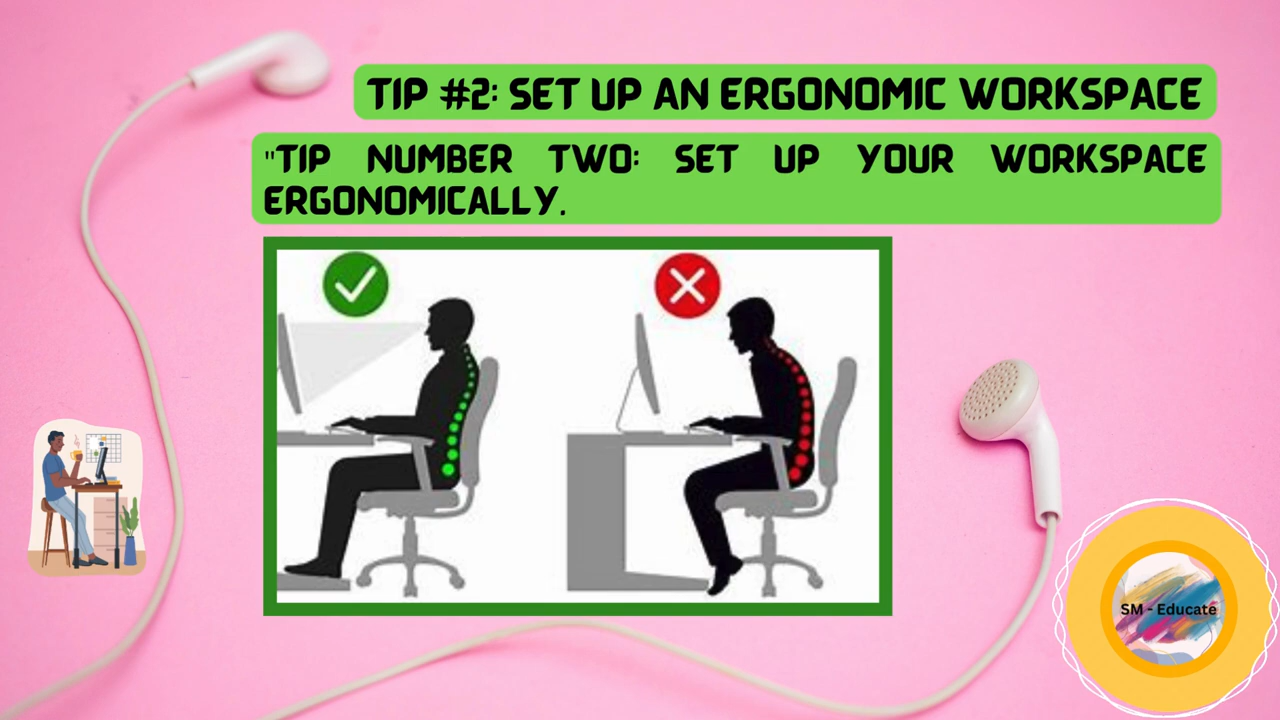 TIP #2: SET UP AN ERGONOMIC WORKSPACE
"TIP NUMBER TWO: SET UP YOUR WORKSPACE
ERGONOMICALLY.
SM - Educate